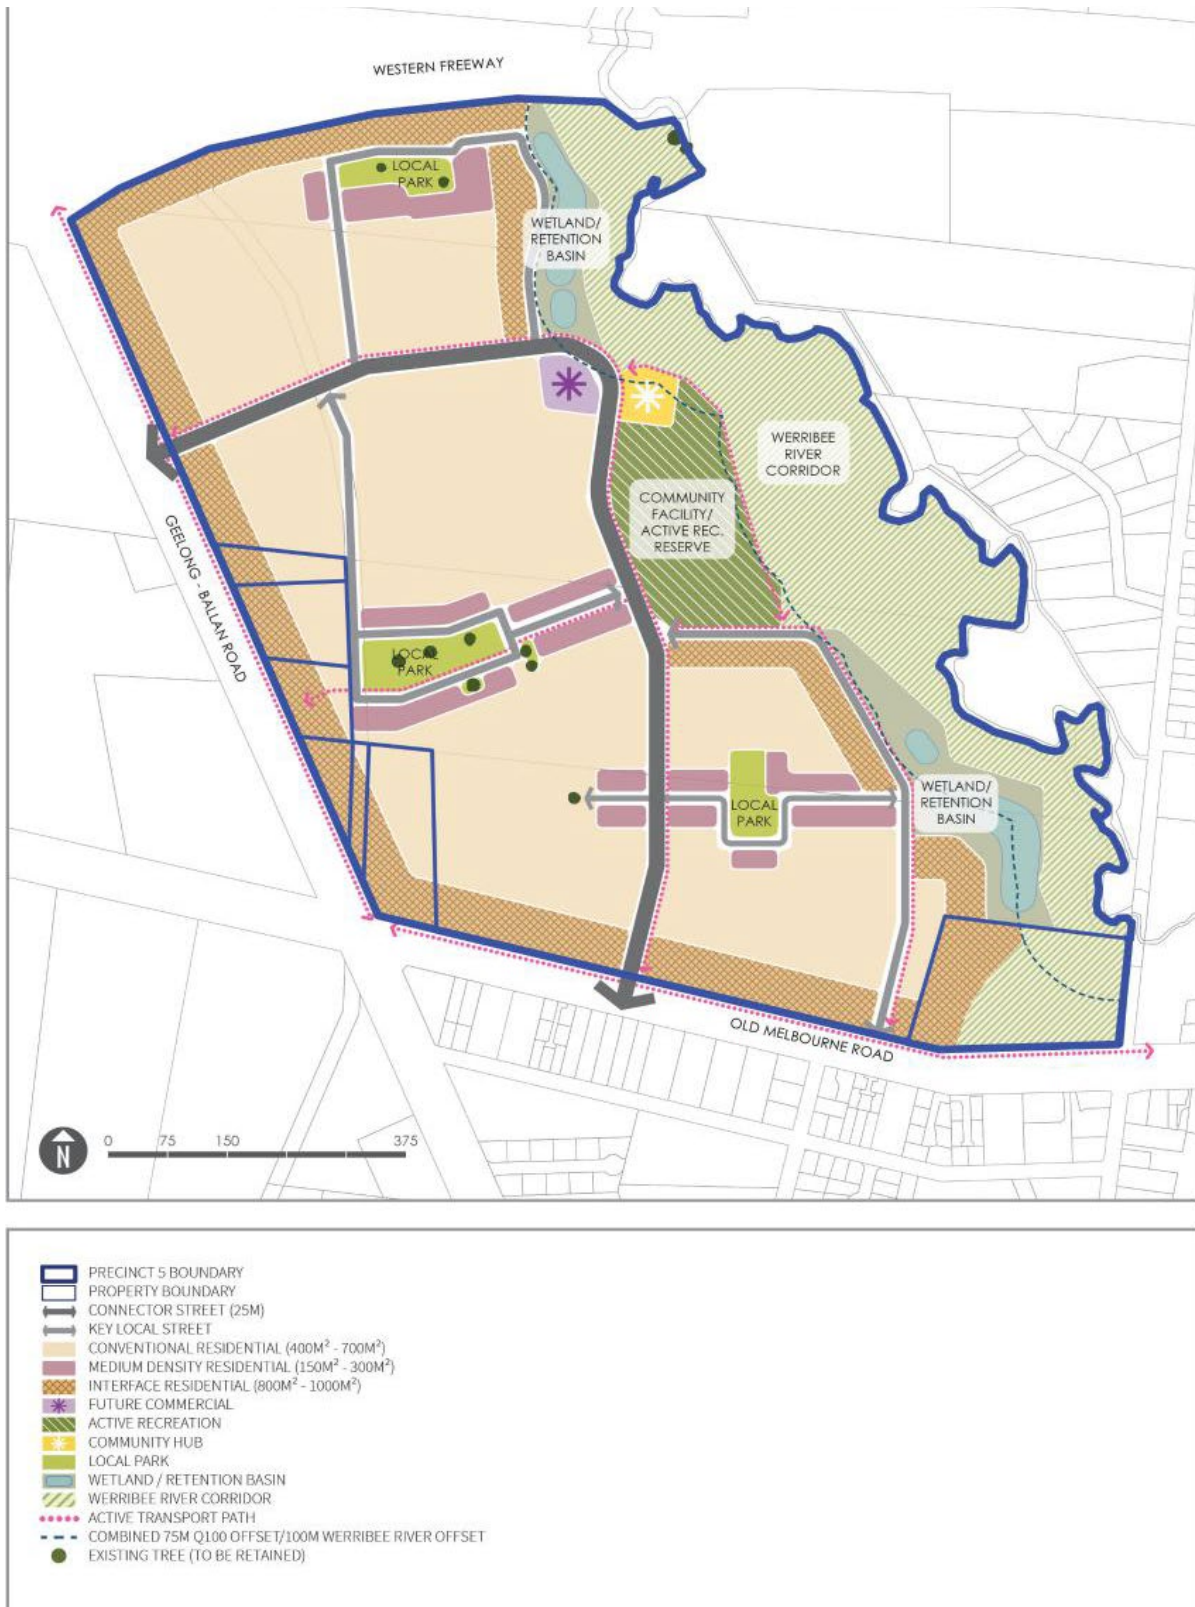 WESTERN FREEWAY
LOCAL
PARK
WETLAND/
RETENTION
BASIN
WERRIBEE
RIVER
CORRIDOR
COMMUNITY
FACILITY/
ACTIVE REC.
RESERVE
GEELONG - BALLAN ROAD
LOCAL
PARK
WETLAND/
RETENTION
BASIN
LOCAL
PARK
OLD MELBOURNE ROAD
N
0 75 150 375
PRECINCT 5 BOUNDARY
PROPERTY BOUNDARY
CONNECTOR STREET (25M)
KEY LOCAL STREET
CONVENTIONAL RESIDENTIAL (400M² - 700M²)
MEDIUM DENSITY RESIDENTIAL (150M² - 300M²)
INTERFACE RESIDENTIAL (800M² - 1000M²)
FUTURE COMMERCIAL
ACTIVE RECREATION
COMMUNITY HUB
LOCAL PARK
WETLAND / RETENTION BASIN
WERRIBEE RIVER CORRIDOR
ACTIVE TRANSPORT PATH
COMBINED 75M Q100 OFFSET/100M WERRIBEE RIVER OFFSET
EXISTING TREE (TO BE RETAINED)